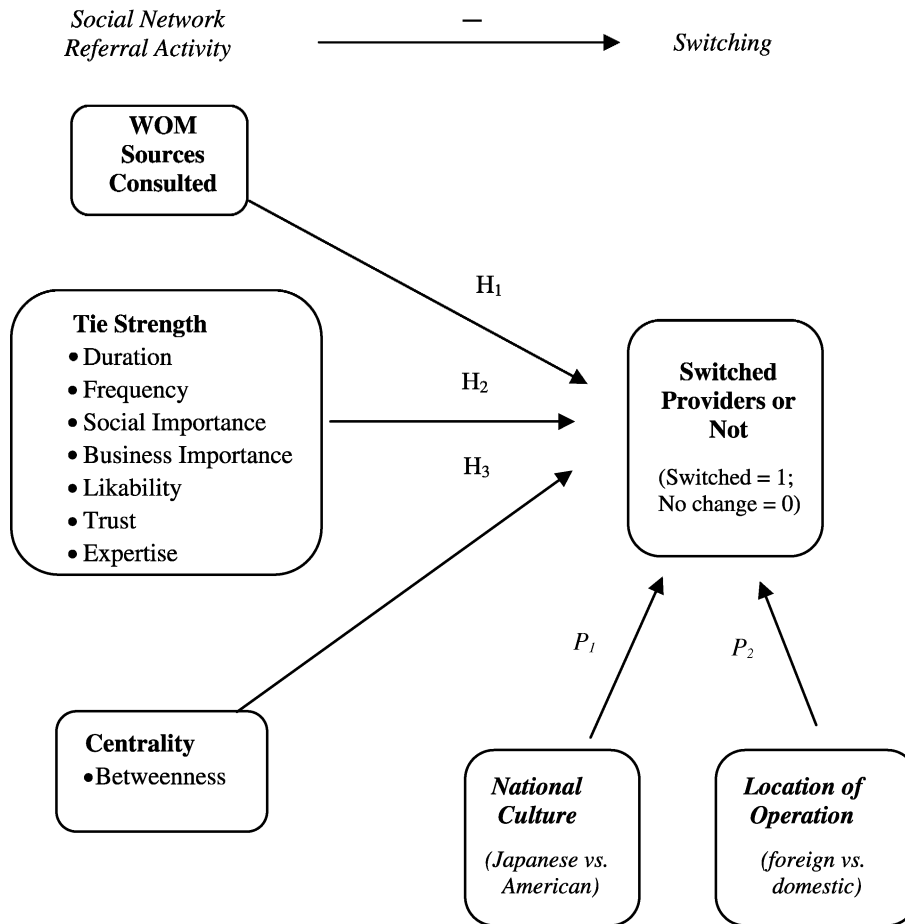 Social Network
Referral Activity
–
Switching
WOM
Sources
Consulted
H1
Tie Strength
• Duration
• Frequency
• Social Importance
• Business Importance
• Likability
• Trust
• Expertise
H2
H3
Switched
Providers or
Not
(Switched = 1;
No change = 0)
Centrality
• Betweenness
P1
P2
National
Culture
(Japanese vs.
American)
Location of
Operation
(foreign vs.
domestic)